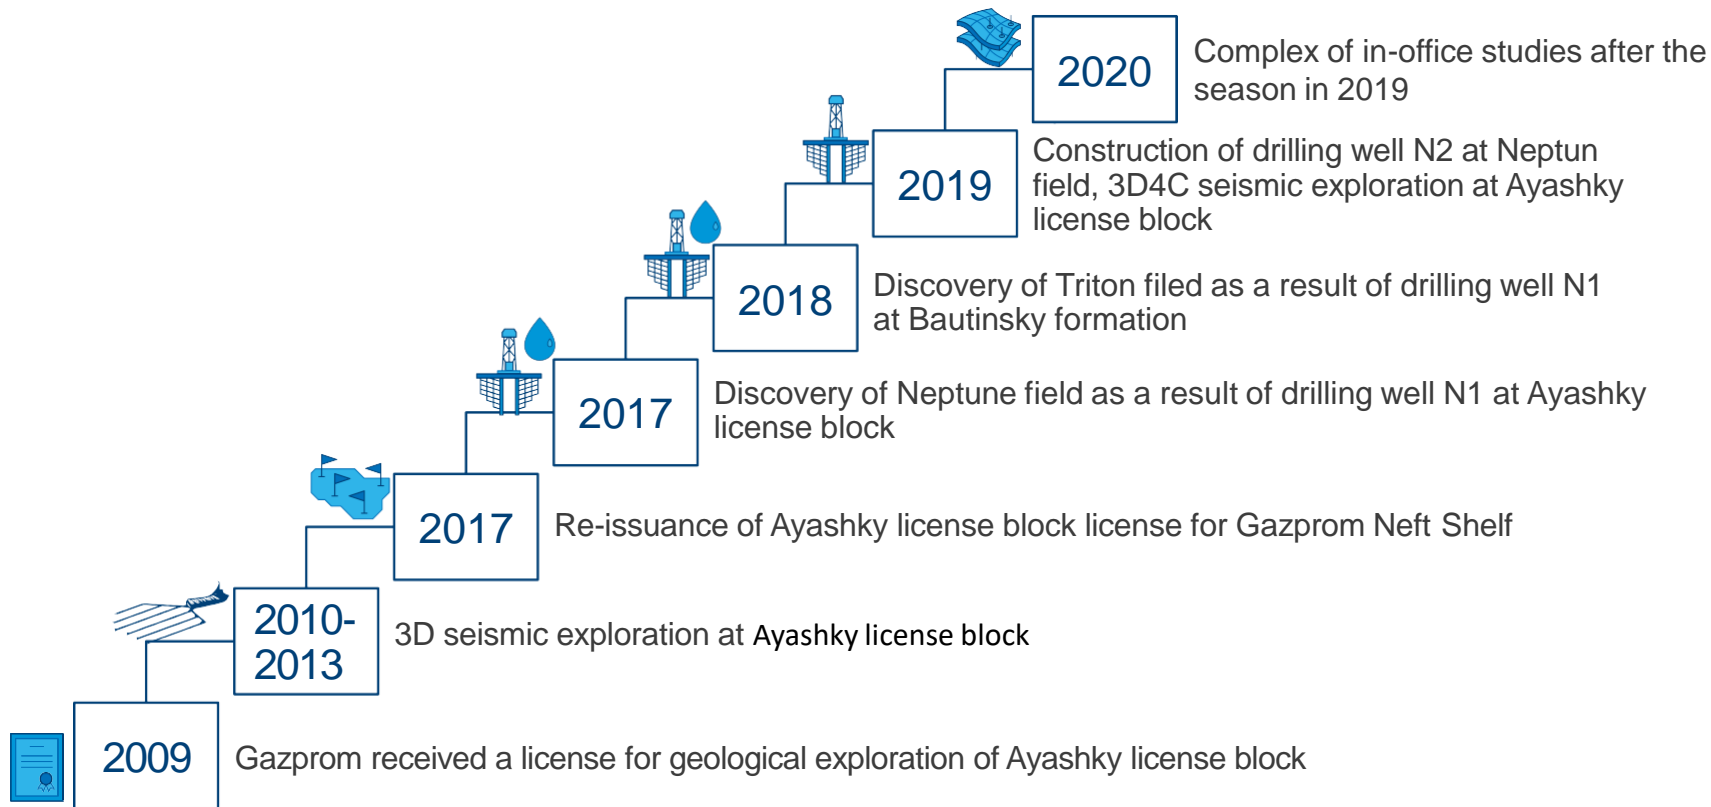 2020
Complex of in-office studies after the
season in 2019
2019
Construction of drilling well N2 at Neptun
field, 3D4C seismic exploration at Ayashky
license block
2018
Discovery of Triton filed as a result of drilling well N1
at Bautinsky formation
2017
Discovery of Neptune field as a result of drilling well N1 at Ayashky
license block
2017
Re-issuance of Ayashky license block license for Gazprom Neft Shelf
2010-
2013
3D seismic exploration at Ayashky license block
2009
Gazprom received a license for geological exploration of Ayashky license block